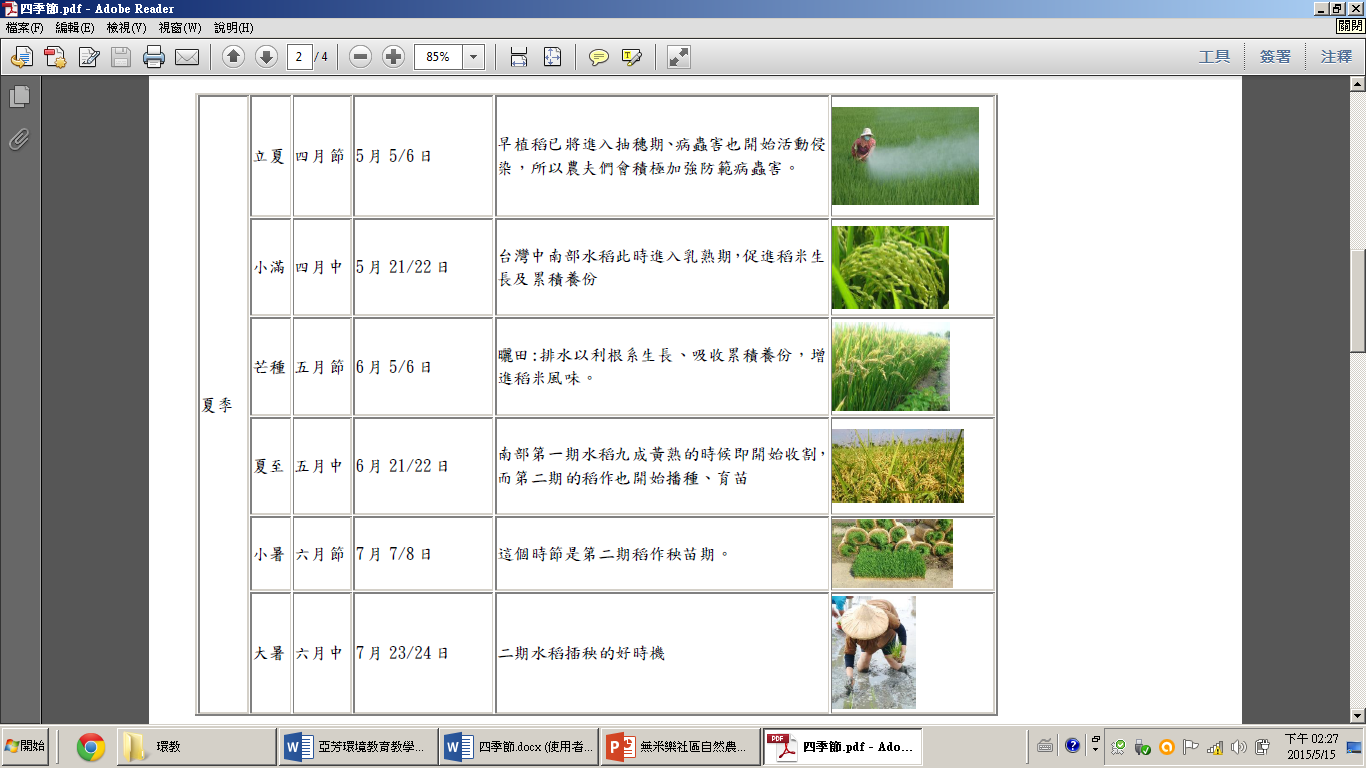 四季節.pdf - Adobe Reader
檔案(F) 編輯(E) 檢視(V) 視窗(W) 說明(H)
關閉
2 / 4 85% 工具 簽署 注釋
夏季
立夏 四月節 5月 5/6日 早植稻已將進入抽穗期、病蟲害也開始活動侵
染，所以農夫們會積極加強防範病蟲害。
小滿 四月中 5月 21/22日 台灣中南部水稻此時進入乳熟期，促進稻米生
長及累積養份
芒種 五月節 6月 5/6日 曬田:排水以利根系生長、吸收累積養份，增
進稻米風味。
夏至 五月中 6月 21/22日 南部第一期水稻九成黃熟的時候即開始收割，
而第二期的稻作也開始播種、育苗
小暑 六月節 7月 7/8日 這個時節是第二期稻作秧苗期。
大暑 六月中 7月 23/24日 二期水稻插秧的好時機
開始 環教 亞芳環境教育教學... 四季節.docx (使用者... 無米樂社區自然農... 四季節.pdf - Ado...
下午 02:27
2015/5/15